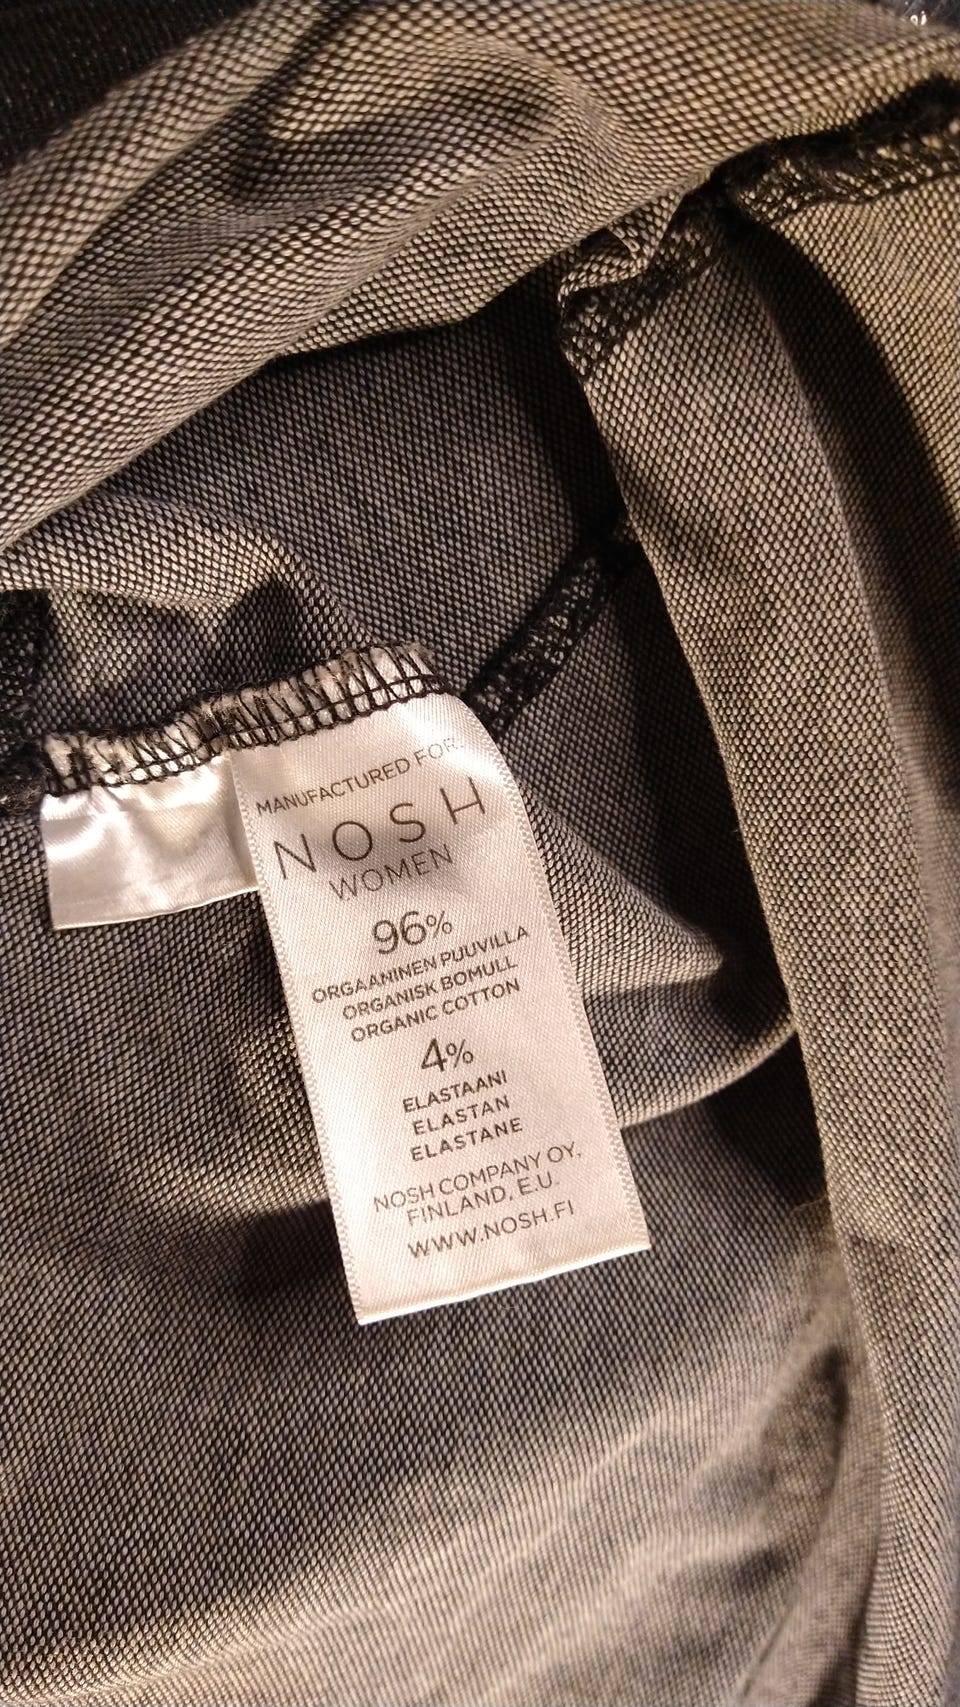 MANUFACTURED FOR:
NOSH
WOMEN
96%
ORGAANINEN PUUVILLA
ORGANISK BOMULL
ORGANIC COTTON
4%
ELASTAANI
ELASTAN
ELASTANE
NOSH COMPANY OY,
FINLAND, E.U.
WWW.NOSH.FI